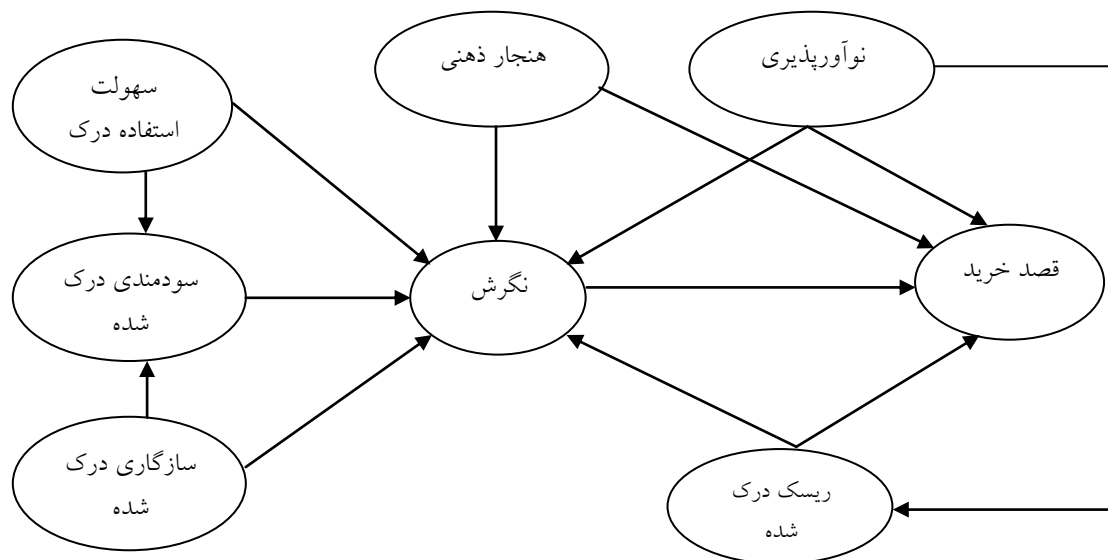 نوآورپذیری
هنجار ذهنی
سهولت
استفاده درک
سودمندی درک
شده
نگرش
قصد خرید
سازگاری درک
شده
ریسک درک
شده